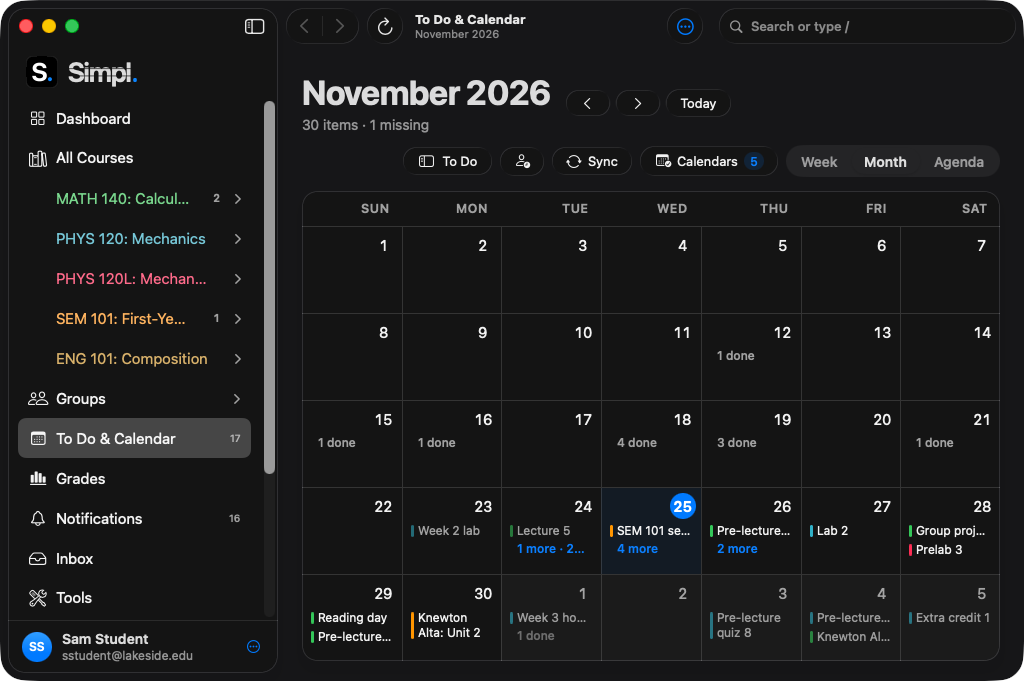 To Do & Calendar
November 2026
Search or type /
S.
Simpl.
Dashboard
All Courses
MATH 140: Calcul... 2
PHYS 120: Mechanics
PHYS 120L: Mechan...
SEM 101: First-Ye... 1
ENG 101: Composition
Groups
To Do & Calendar 17
Grades
Notifications 16
Inbox
Tools
SS
Sam Student
sstudent@lakeside.edu
November 2026
Today
30 items · 1 missing
To Do
Sync
Calendars 5
Week Month Agenda
SUN MON TUE WED THU FRI SAT
1 2 3 4 5 6 7
8 9 10 11 12 13 14
1 done
15 16 17 18 19 20 21
1 done 1 done 4 done 3 done 1 done
22 23 24 25 26 27 28
Week 2 lab Lecture 5 SEM 101 se... Pre-lecture... Lab 2 Group proj...
1 more · 2... 4 more 2 more Prelab 3
29 30 1 2 3 4 5
Reading day Knewton Week 3 ho... Pre-lecture Pre-lecture... Extra credit 1
Pre-lecture... Alta: Unit 2 1 done quiz 8 Knewton Al...